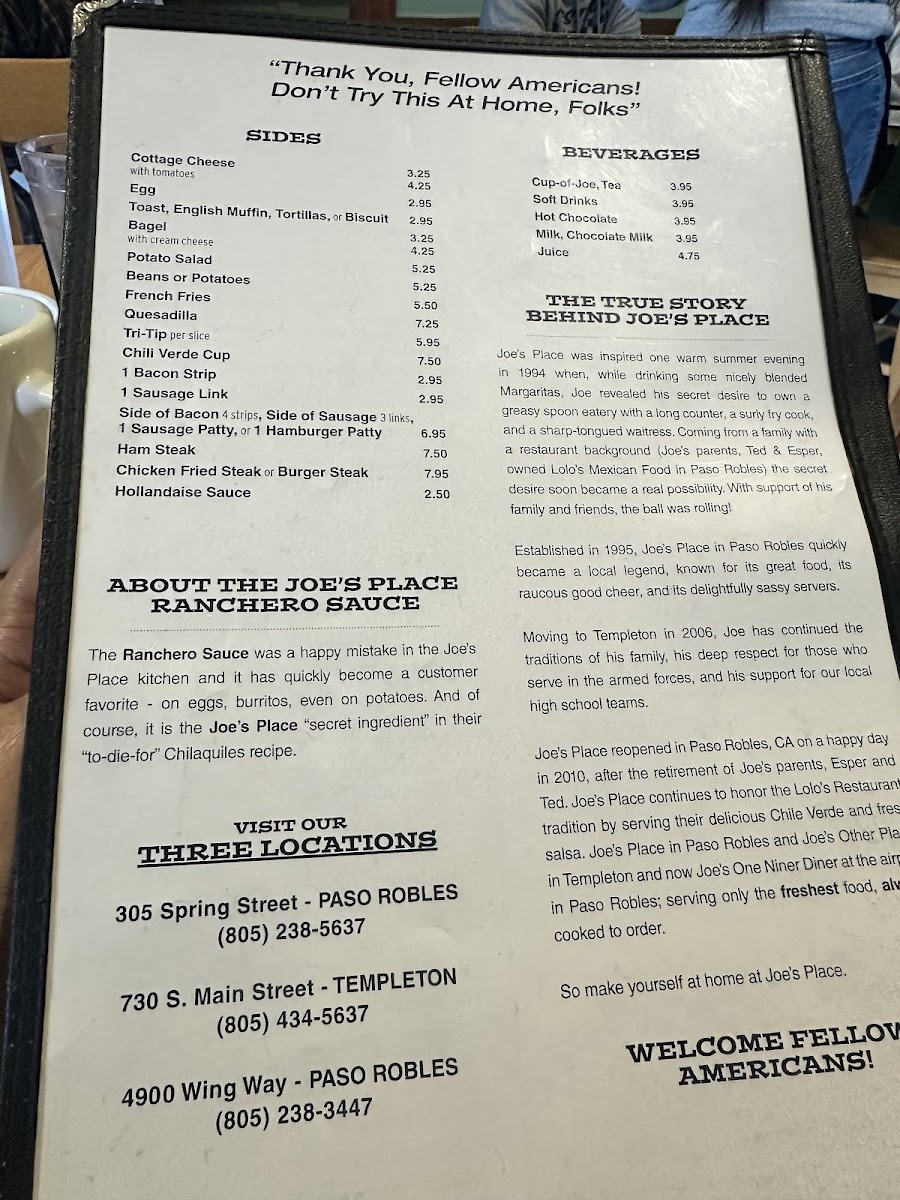 “Thank You, Fellow Americans!
Don’t Try This At Home, Folks”
SIDES
Cottage Cheese 3.25
with tomatoes 4.25
Egg 2.95
Toast, English Muffin, Tortillas, or Biscuit 2.95
Bagel 3.25
with cream cheese 4.25
Potato Salad 5.25
Beans or Potatoes 5.25
French Fries 5.50
Quesadilla 7.25
Tri-Tip per slice 5.95
Chili Verde Cup 7.50
1 Bacon Strip 2.95
1 Sausage Link 2.95
Side of Bacon 4 strips, Side of Sausage 3 links,
1 Sausage Patty, or 1 Hamburger Patty 6.95
Ham Steak 7.50
Chicken Fried Steak or Burger Steak 7.95
Hollandaise Sauce 2.50
ABOUT THE JOE’S PLACE
RANCHERO SAUCE
The Ranchero Sauce was a happy mistake in the Joe’s
Place kitchen and it has quickly become a customer
favorite - on eggs, burritos, even on potatoes. And of
course, it is the Joe’s Place “secret ingredient” in their
“to-die-for” Chilaquiles recipe.
VISIT OUR
THREE LOCATIONS
305 Spring Street - PASO ROBLES
(805) 238-5637
730 S. Main Street - TEMPLETON
(805) 434-5637
4900 Wing Way - PASO ROBLES
(805) 238-3447
BEVERAGES
Cup-of-Joe, Tea 3.95
Soft Drinks 3.95
Hot Chocolate 3.95
Milk, Chocolate Milk 3.95
Juice 4.75
THE TRUE STORY
BEHIND JOE’S PLACE
Joe’s Place was inspired one warm summer evening
in 1994 when, while drinking some nicely blended
Margaritas, Joe revealed his secret desire to own a
greasy spoon eatery with a long counter, a surly fry cook,
and a sharp-tongued waitress. Coming from a family with
a restaurant background (Joe’s parents, Ted & Esper,
owned Lolo’s Mexican Food in Paso Robles) the secret
desire soon became a real possibility. With support of his
family and friends, the ball was rolling!
Established in 1995, Joe’s Place in Paso Robles quickly
became a local legend, known for its great food, its
raucous good cheer, and its delightfully sassy servers.
Moving to Templeton in 2006, Joe has continued the
traditions of his family, his deep respect for those who
serve in the armed forces, and his support for our local
high school teams.
Joe’s Place reopened in Paso Robles, CA on a happy day
in 2010, after the retirement of Joe’s parents, Esper and
Ted. Joe’s Place continues to honor the Lolo’s Restaurant
tradition by serving their delicious Chile Verde and fres
salsa. Joe’s Place in Paso Robles and Joe’s Other Pla
in Templeton and now Joe’s One Niner Diner at the air
in Paso Robles; serving only the freshest food, alw
cooked to order.
So make yourself at home at Joe’s Place.
WELCOME FELLOW
AMERICANS!